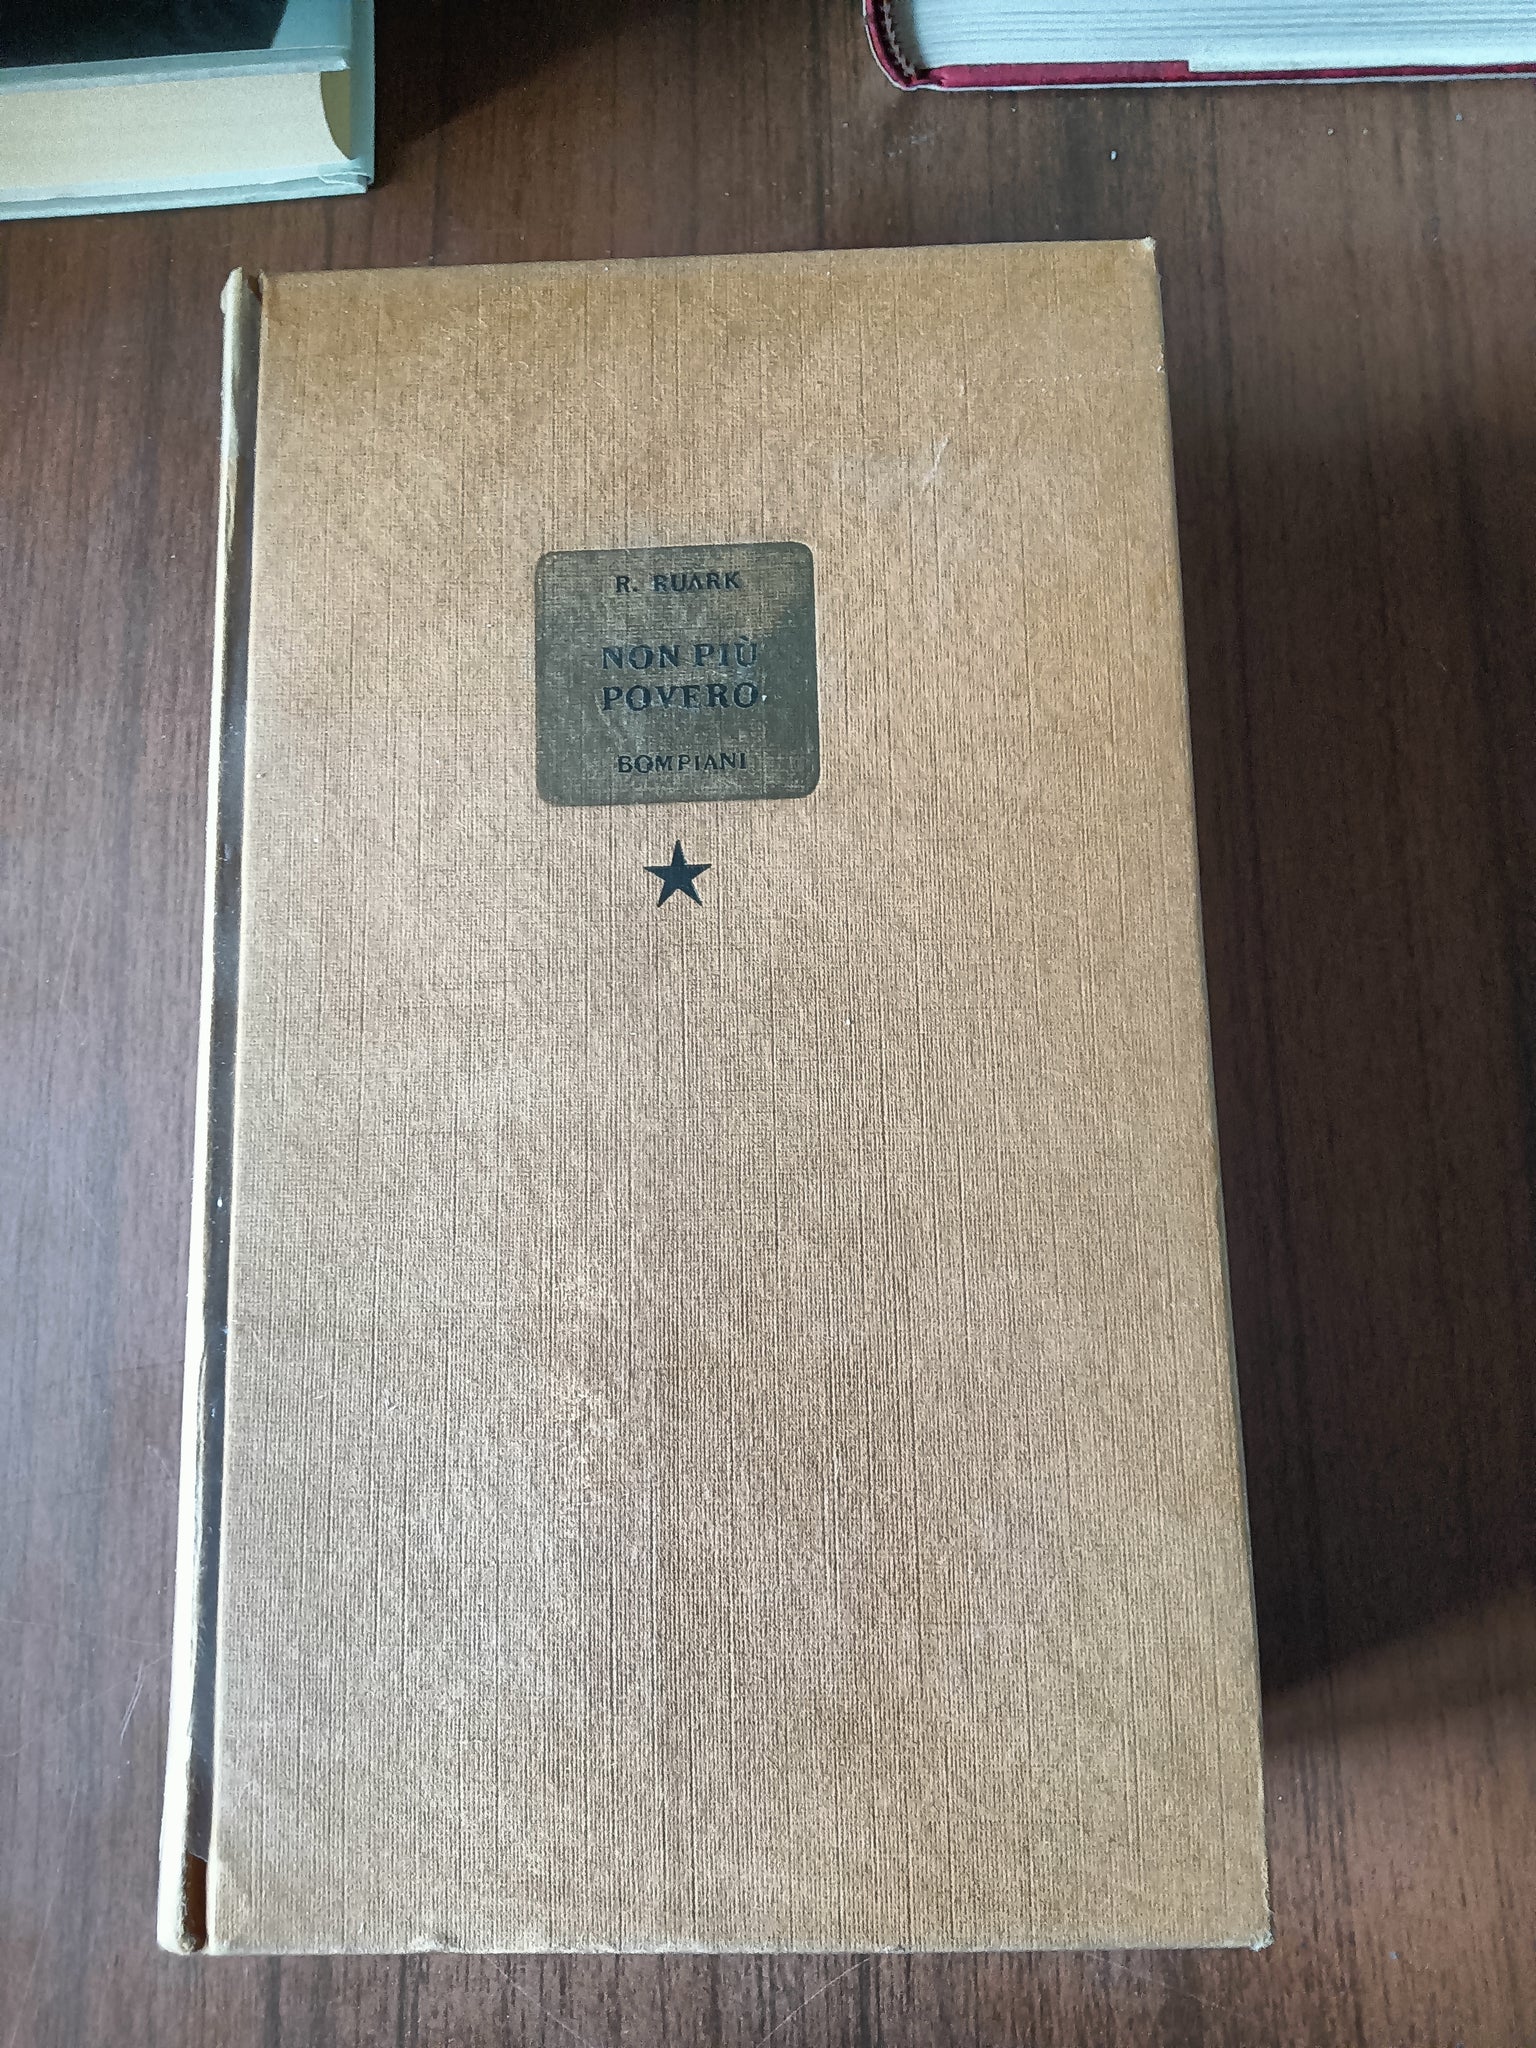 R. RUARK
NON PIÙ
POVERO
BOMPIANI